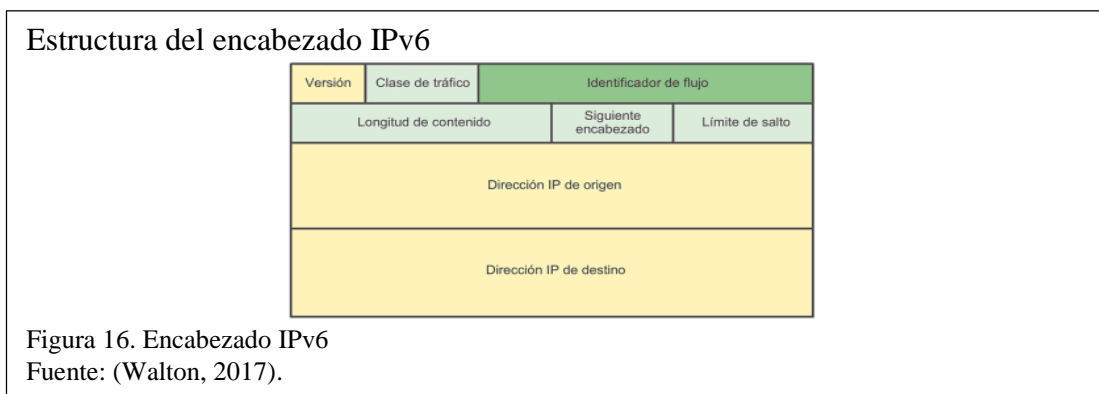 Estructura del encabezado IPv6
Versión Clase de tráfico Identificador de flujo
Longitud de contenido Siguiente encabezado Límite de salto
Dirección IP de origen
Dirección IP de destino
Figura 16. Encabezado IPv6
Fuente: (Walton, 2017).